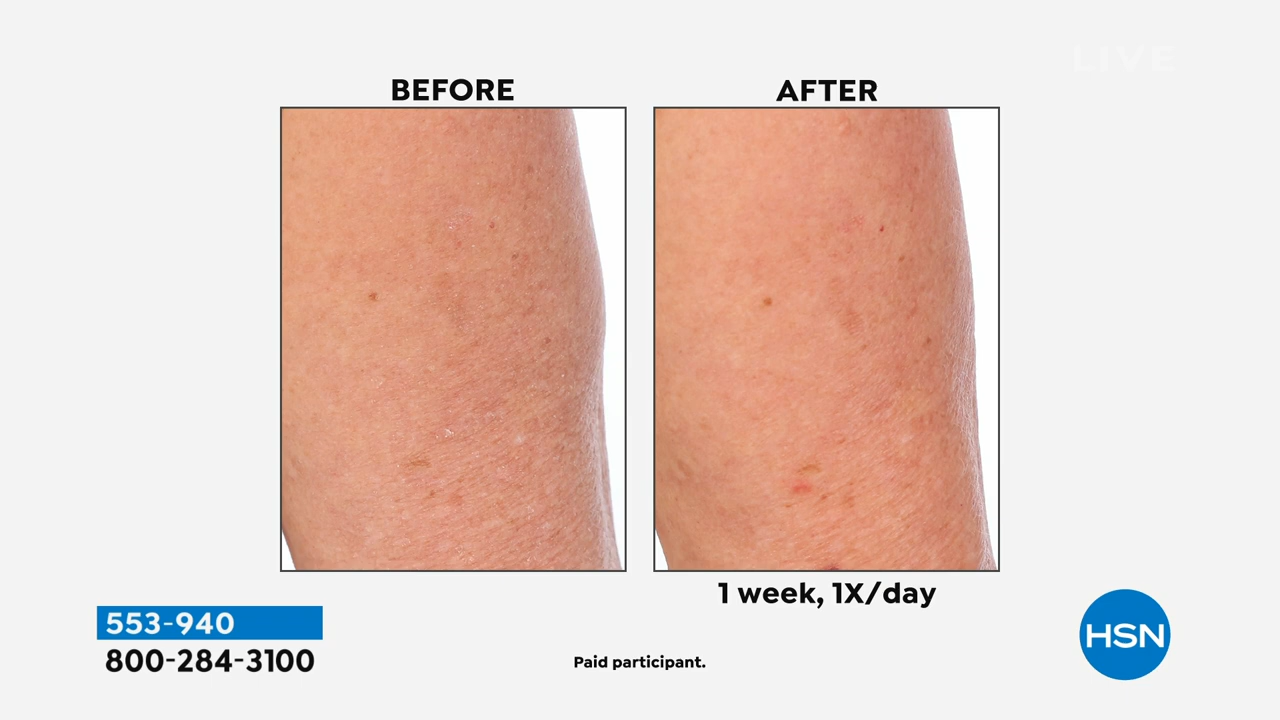 LIVE
BEFORE
AFTER
1 week, 1X/day
553-940
800-284-3100
Paid participant.
HSN